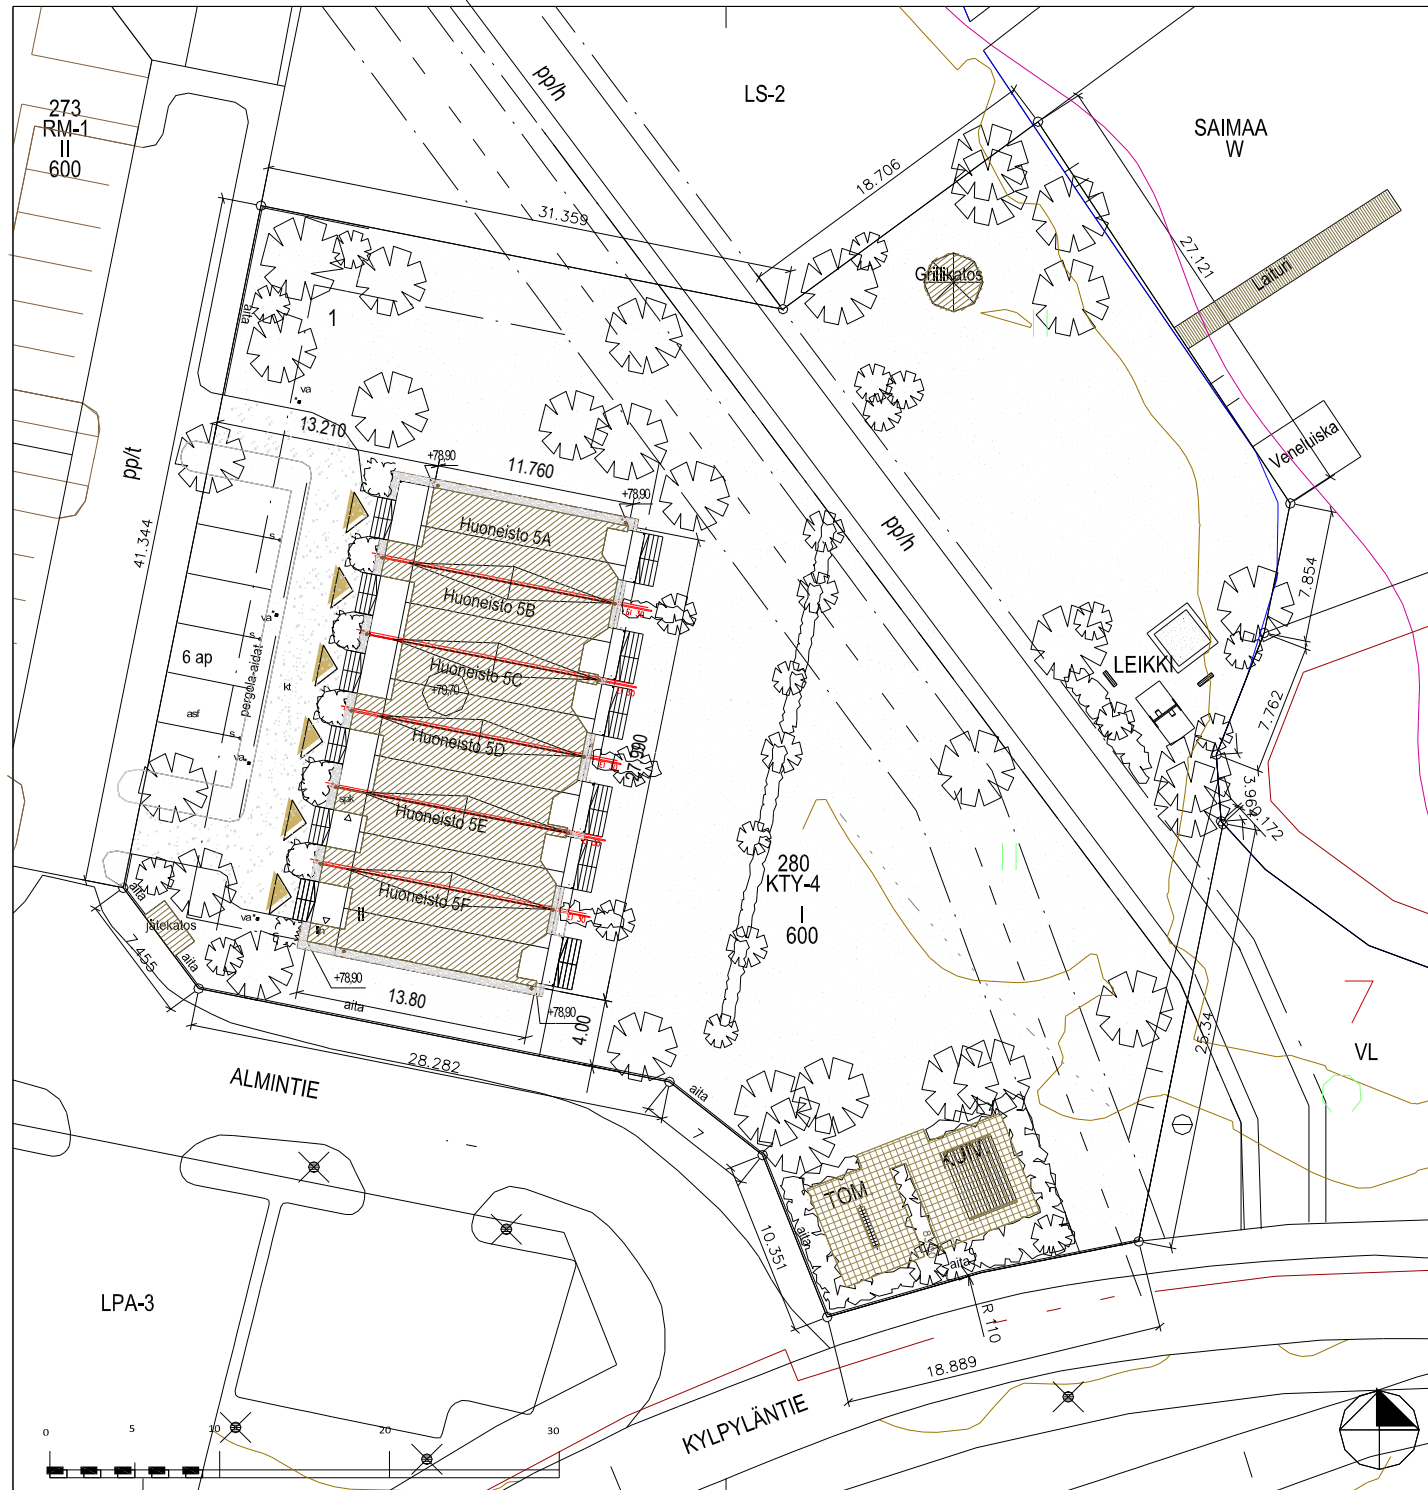 pp/h
LS-2
273
RM-1
II
600
SAIMAA
W
18.706
31.359
27.121
Grillikatos
Laituri
aita
1
va
13.210
+78,90
11.760
+78,90
Veneluiska
pp/t
41.344
s
Huoneisto 5A
pp/h
7.854
Huoneisto 5B
va
s
6 ap
pergola-aidat
kt
Huoneisto 5C
+79,70
LEIKKI
asf
s
va
Huoneisto 5D
27.990
7.762
spk
Huoneisto 5E
3.969
9.172
280
KTY-4
I
600
aita
Huoneisto 5F
II
jätekatos
va
aita
7.455
+78,90
13.80
aita
+78,90
4.00
25.34
VL
28.282
ALMINTIE
aita
7
KUIV
TOM
10.351
aita
aita
LPA-3
R 110
18.889
KYLPYLÄNTIE
0
5
10
20
30